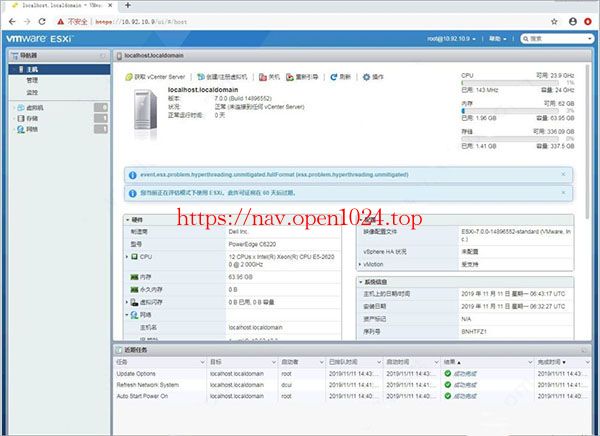 localhost.localdomain - VMware ESXi
不安全 | https://10.92.10.9/ui/#/host
vmware ESXi
root@10.92.10.9 | 帮助 | 搜索
导航器
主机
管理
监控
虚拟机 0
存储 1
网络 1
localhost.localdomain
获取 vCenter Server | 创建/注册虚拟机 | 关机 | 重新引导 | 刷新 | 操作
localhost.localdomain
版本: 7.0.0 (Build 14896552)
状况: 正常 (未连接到任何 vCenter Server)
正常运行时间: 0 天
CPU 可用: 23.9 GHz
1%
已用: 143 MHz 容量: 24 GHz
内存 可用: 62 GB
3%
已用: 1.96 GB 容量: 63.95 GB
存储 可用: 336.09 GB
0%
已用: 1.41 GB 容量: 337.5 GB
event.esx.problem.hyperthreading.unmitigated.fullFormat (esx.problem.hyperthreading.unmitigated)
您当前正在评估模式下使用 ESXi。此许可证将在 60 天后过期。
https://nav.open1024.top
硬件
制造商 Dell Inc.
型号 PowerEdge C6220
CPU 12 CPUs x Intel(R) Xeon(R) CPU E5-2620 0 @ 2.00GHz
内存 63.95 GB
永久内存 0 B
虚拟闪存 0 B 已用, 0 B 容量
网络
主机名 localhost.localdomain
配置
映像配置文件 ESXi-7.0.0-14896552-standard (VMware, Inc.)
vSphere HA 状况 未配置
vMotion 受支持
系统信息
主机上的日期/时间 2019 年 11 月 11 日 星期一 06:43:17 UTC
安装日期 2019 年 11 月 11 日 星期一 06:32:27 UTC
资产标记 N/A
序列号 BNHTFZ1
近期任务
任务 | 目标 | 启动者 | 已排队时间 | 启动时间 | 结果 | 完成时间
Update Options localhost.localdomain root 2019/11/11 14:43:... 2019/11/11 14:43:... 成功完成 2019/11/11 14:43:...
Refresh Network System localhost.localdomain dcui 2019/11/11 14:41:... 2019/11/11 14:41:... 成功完成 2019/11/11 14:41:...
Auto Start Power On localhost.localdomain root 2019/11/11 14:40:... 2019/11/11 14:40:... 成功完成 2019/11/11 14:40:...